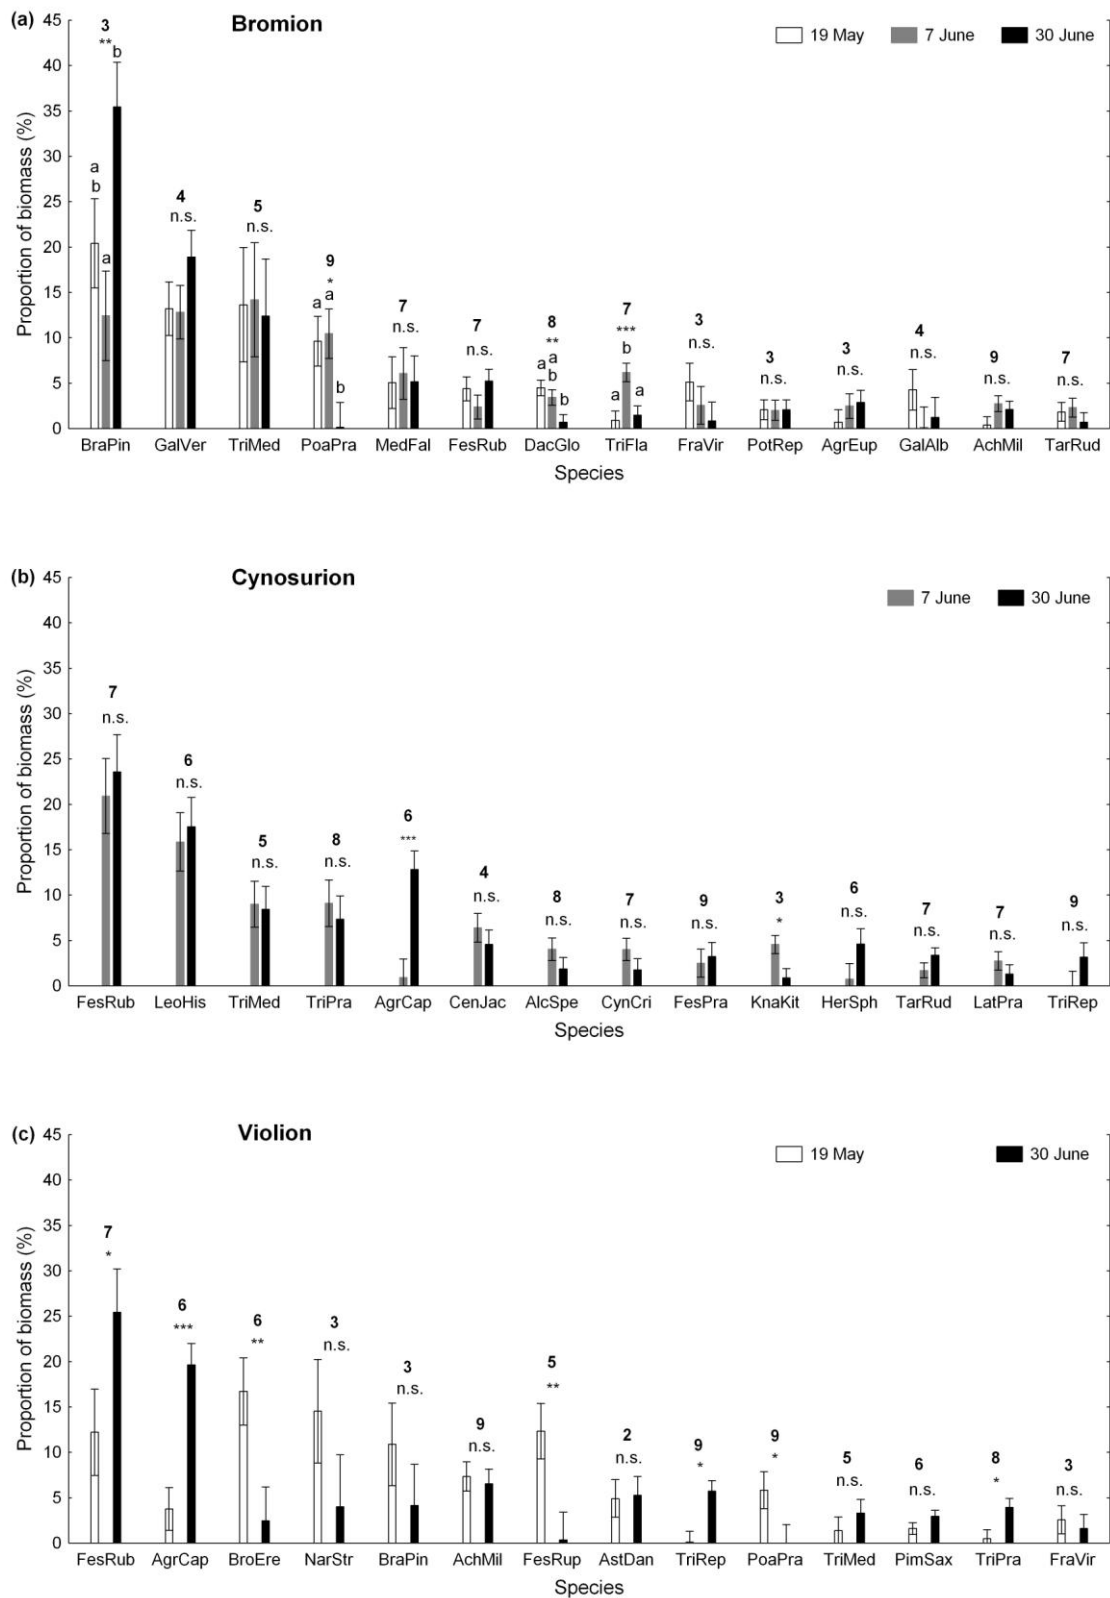 (a)
Bromion
19 May
7 June
30 June
Proportion of biomass (%)
45
40
35
30
25
20
15
10
5
0
3
**
b
a
b
a
4
n.s.
5
n.s.
9
*
a
a
b
7
n.s.
7
n.s.
8
**
a
a
b
b
7
***
b
a
a
3
n.s.
3
n.s.
3
n.s.
4
n.s.
9
n.s.
7
n.s.
BraPin GalVer TriMed PoaPra MedFal FesRub DacGlo TriFla FraVir PotRep AgrEup GalAlb AchMil TarRud
Species
(b)
Cynosurion
7 June
30 June
Proportion of biomass (%)
45
40
35
30
25
20
15
10
5
0
7
n.s.
6
n.s.
5
n.s.
8
n.s.
6
***
4
n.s.
8
n.s.
7
n.s.
9
n.s.
3
*
6
n.s.
7
n.s.
7
n.s.
9
n.s.
FesRub LeoHis TriMed TriPra AgrCap CenJac AlcSpe CynCri FesPra KnaKit HerSph TarRud LatPra TriRep
Species
(c)
Violion
19 May
30 June
Proportion of biomass (%)
45
40
35
30
25
20
15
10
5
0
7
*
6
***
6
**
3
n.s.
3
n.s.
9
n.s.
5
**
2
n.s.
9
*
9
*
5
n.s.
6
n.s.
8
*
3
n.s.
FesRub AgrCap BroEre NarStr BraPin AchMil FesRup AstDan TriRep PoaPra TriMed PimSax TriPra FraVir
Species